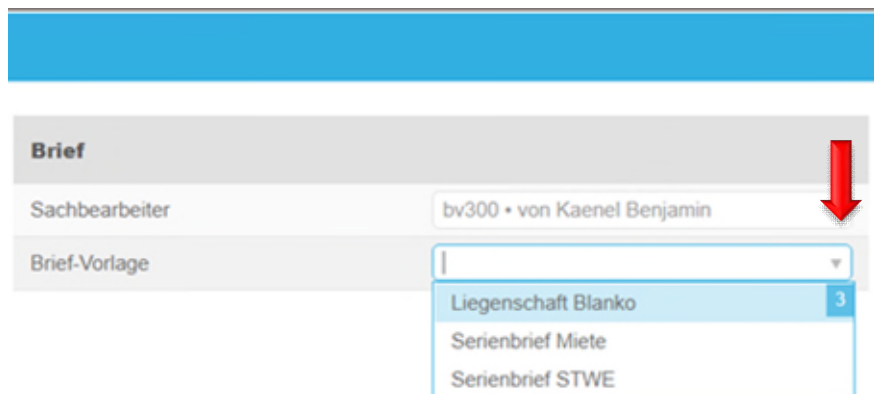 Brief
Sachbearbeiter bv300 • von Kaenel Benjamin
Brief-Vorlage
Liegenschaft Blanko 3
Serienbrief Miete
Serienbrief STWE